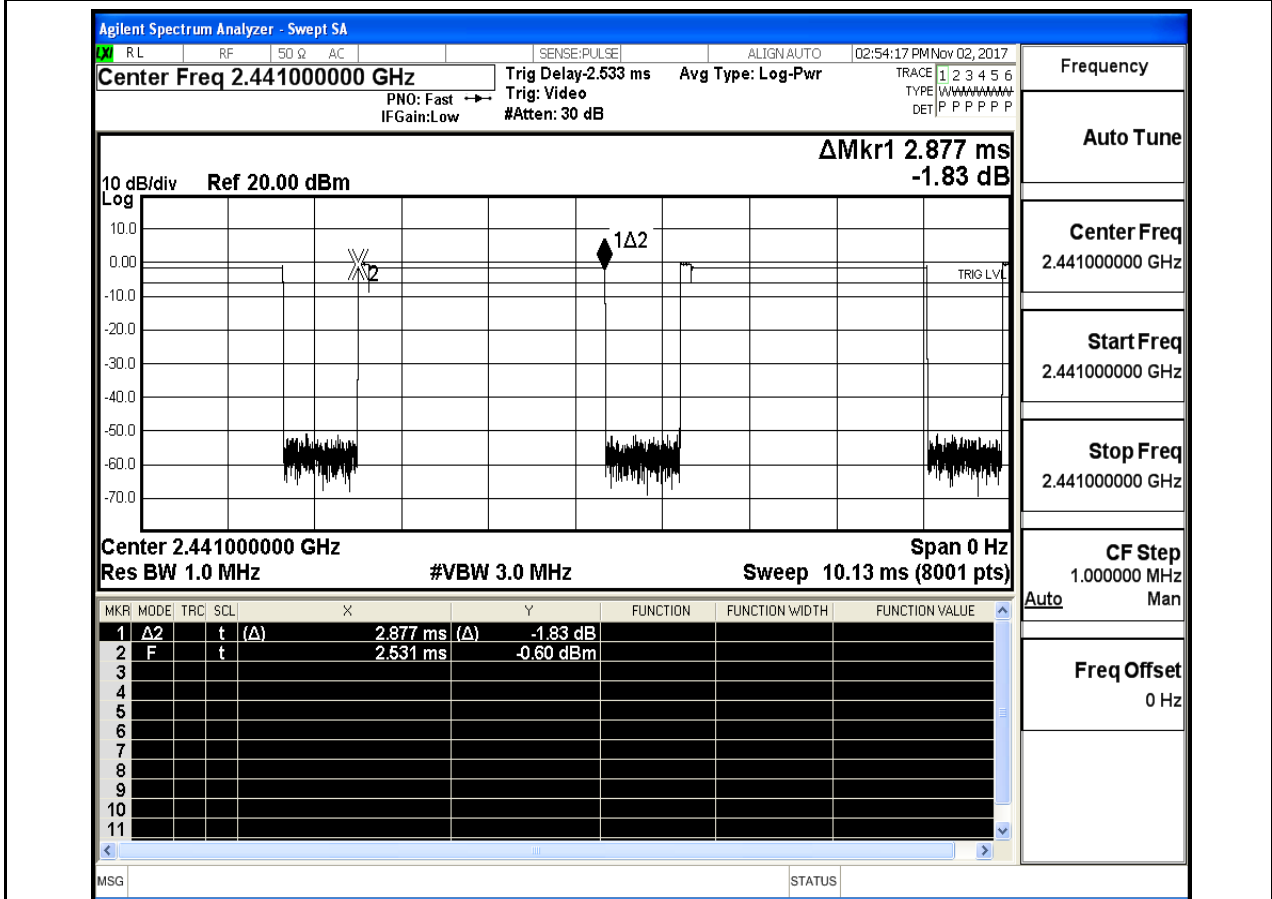 Agilent Spectrum Analyzer - Swept SA
LXI RL RF 50 Ω AC SENSE:PULSE ALIGNAUTO 02:54:17 PM Nov 02, 2017
Center Freq 2.441000000 GHz
PNO: Fast
IFGain:Low
Trig Delay-2.533 ms
Trig: Video
#Atten: 30 dB
Avg Type: Log-Pwr
TRACE 1 2 3 4 5 6
TYPE WWWWWW
DET P P P P P P
ΔMkr1 2.877 ms
-1.83 dB
10 dB/div Ref 20.00 dBm
Log
10.0
0.00
-10.0
-20.0
-30.0
-40.0
-50.0
-60.0
-70.0
2
1Δ2
TRIG LVL
Center 2.441000000 GHz Span 0 Hz
Res BW 1.0 MHz #VBW 3.0 MHz Sweep 10.13 ms (8001 pts)
MKR MODE TRC SCL X Y FUNCTION FUNCTION WIDTH FUNCTION VALUE
1 Δ2 t (Δ) 2.877 ms (Δ) -1.83 dB
2 F t 2.531 ms -0.60 dBm
3
4
5
6
7
8
9
10
11
MSG STATUS
Frequency
Auto Tune
Center Freq
2.441000000 GHz
Start Freq
2.441000000 GHz
Stop Freq
2.441000000 GHz
CF Step
1.000000 MHz
Auto Man
Freq Offset
0 Hz